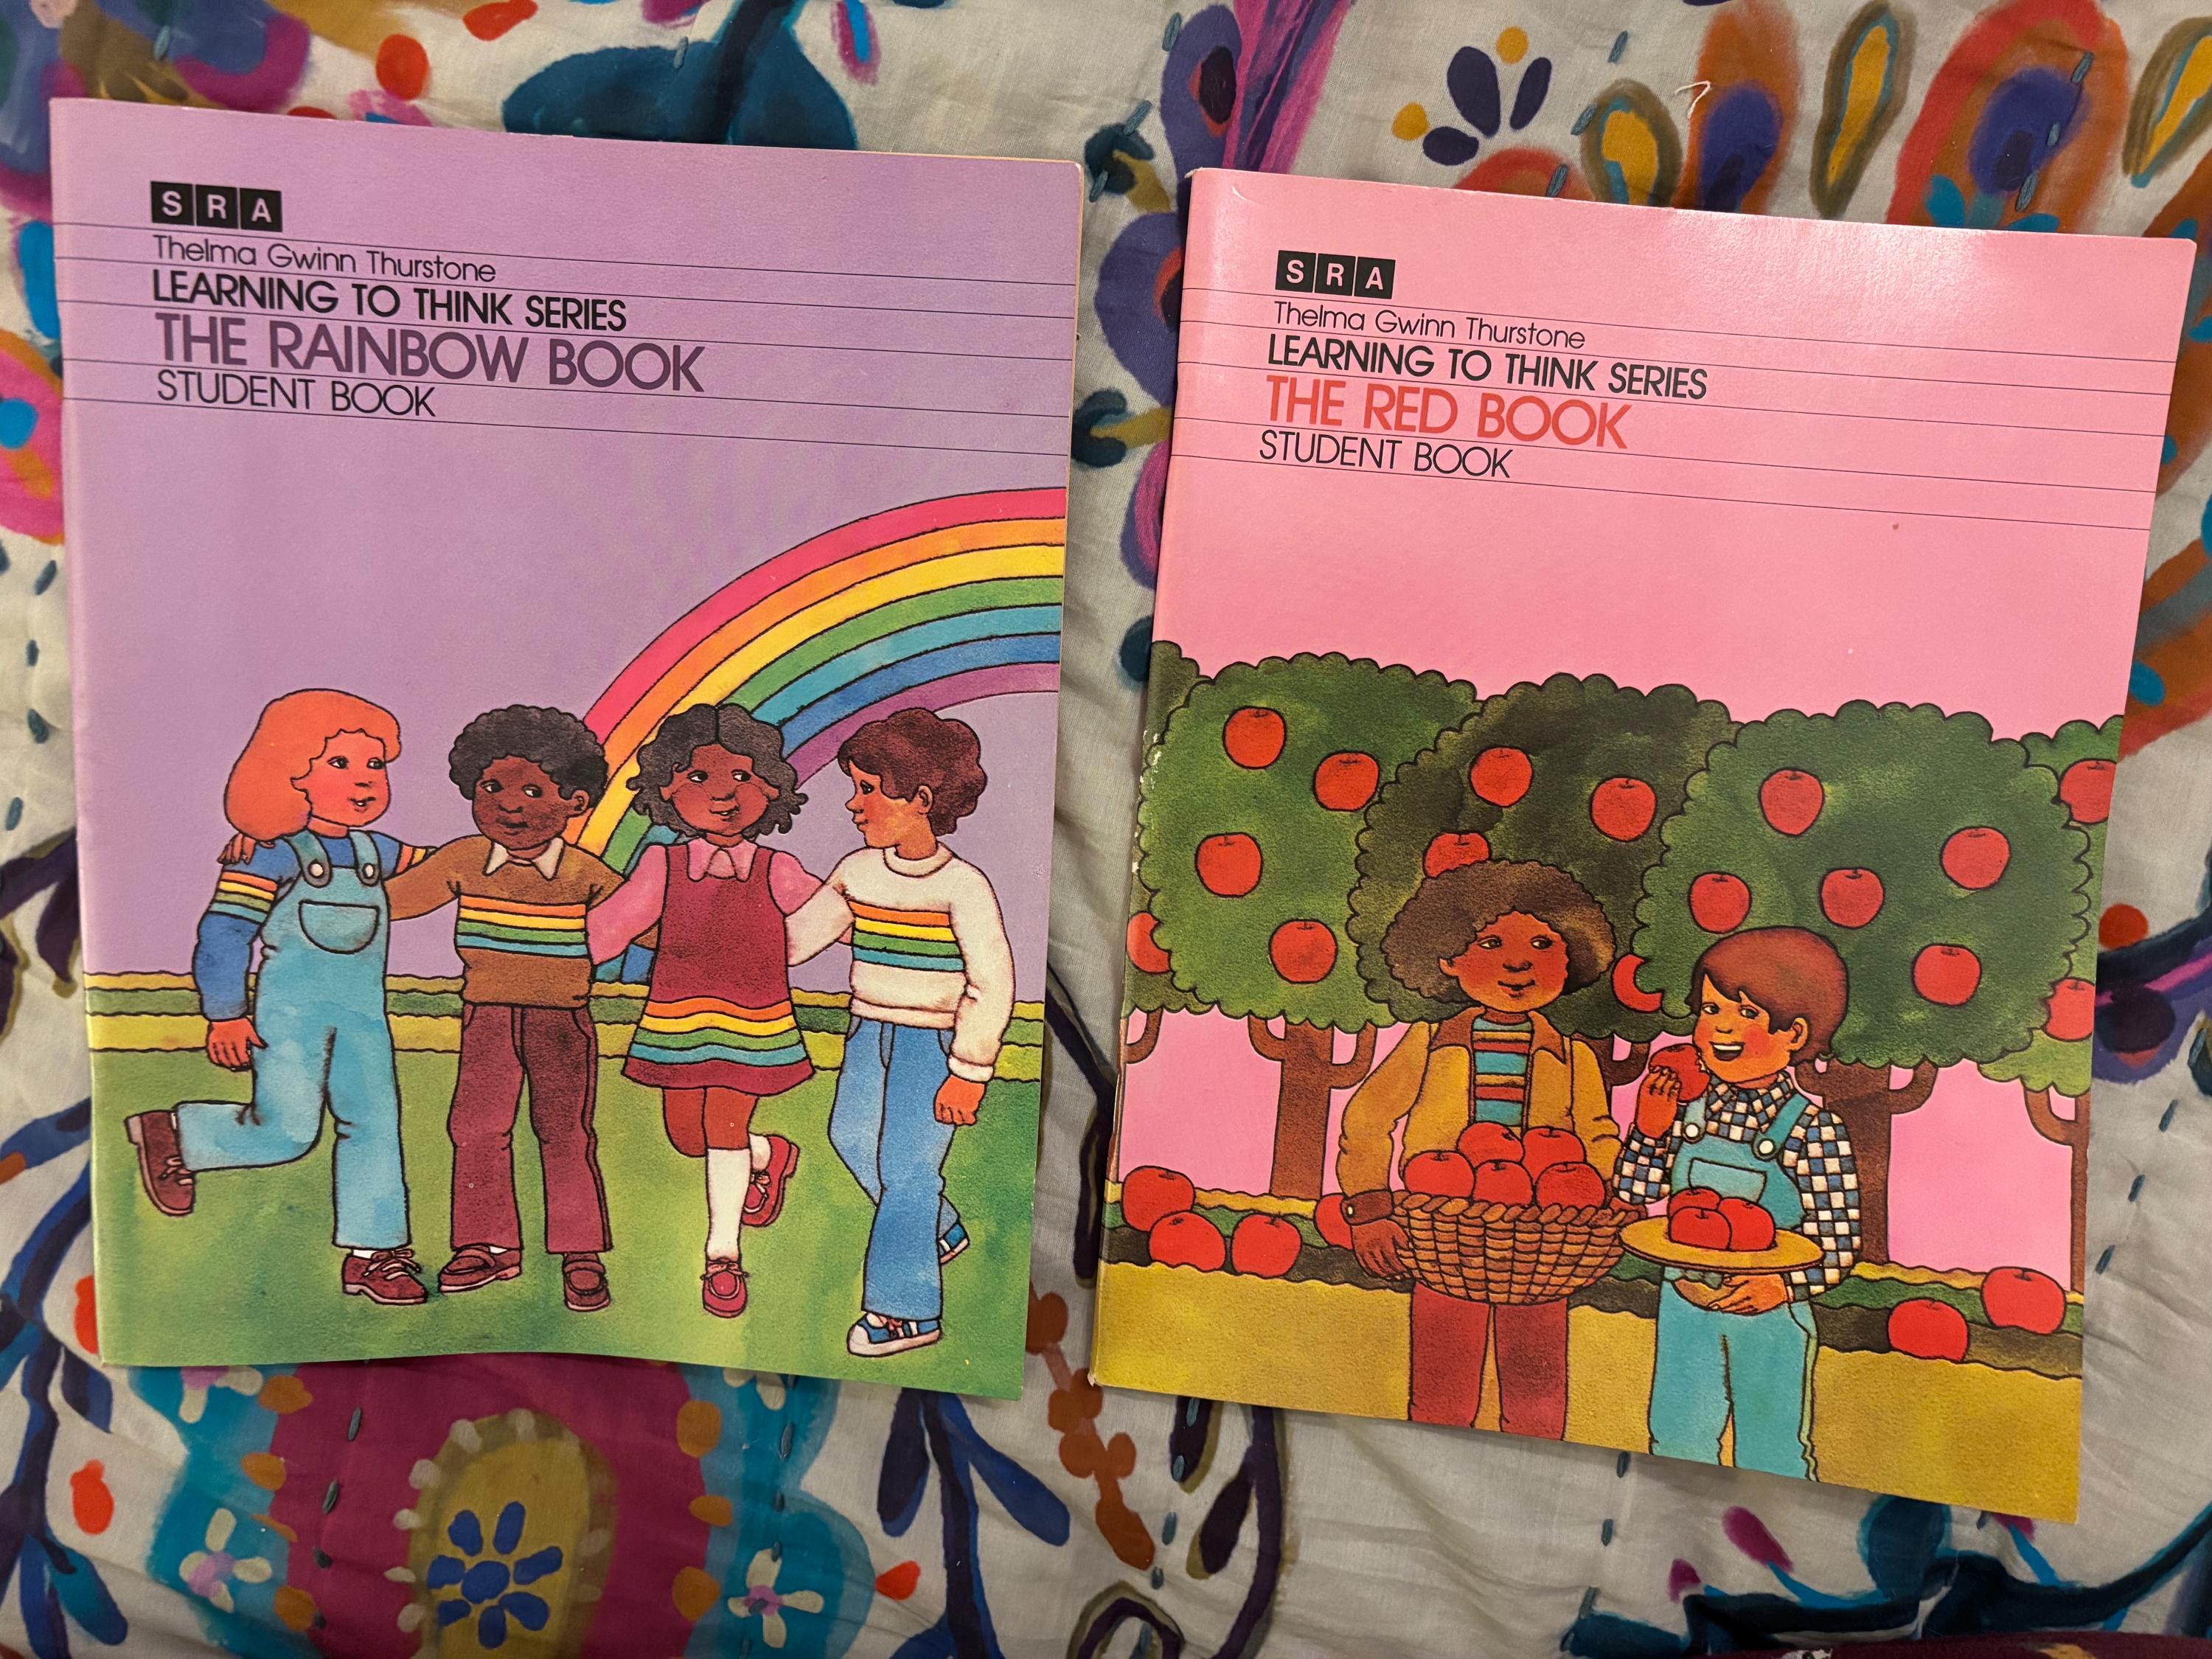 SRA
Thelma Gwinn Thurstone
LEARNING TO THINK SERIES
THE RAINBOW BOOK
STUDENT BOOK
SRA
Thelma Gwinn Thurstone
LEARNING TO THINK SERIES
THE RED BOOK
STUDENT BOOK